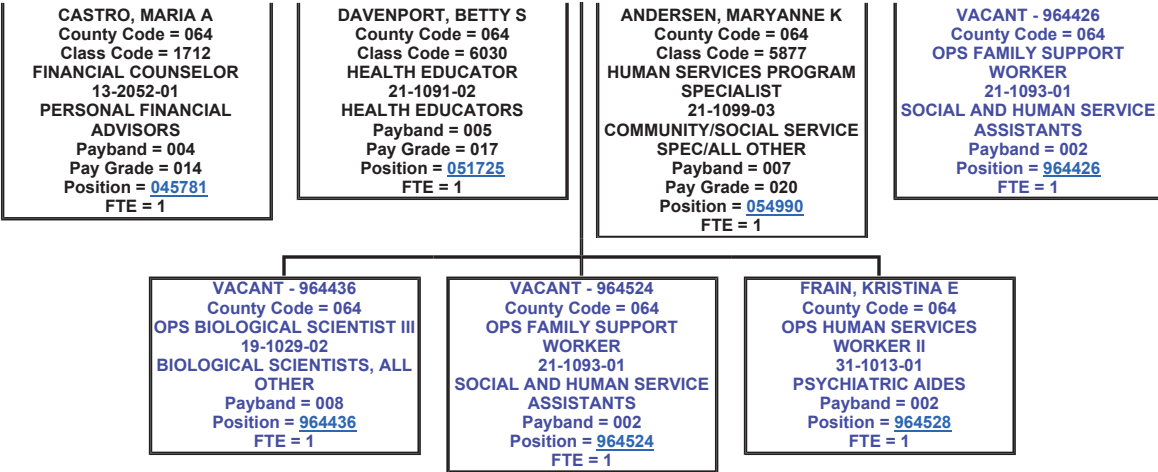 CASTRO, MARIA A
County Code = 064
Class Code = 1712
FINANCIAL COUNSELOR
13-2052-01
PERSONAL FINANCIAL
ADVISORS
Payband = 004
Pay Grade = 014
Position = 045781
FTE = 1
DAVENPORT, BETTY S
County Code = 064
Class Code = 6030
HEALTH EDUCATOR
21-1091-02
HEALTH EDUCATORS
Payband = 005
Pay Grade = 017
Position = 051725
FTE = 1
ANDERSEN, MARYANNE K
County Code = 064
Class Code = 5877
HUMAN SERVICES PROGRAM
SPECIALIST
21-1099-03
COMMUNITY/SOCIAL SERVICE
SPEC/ALL OTHER
Payband = 007
Pay Grade = 020
Position = 054990
FTE = 1
VACANT - 964426
County Code = 064
OPS FAMILY SUPPORT
WORKER
21-1093-01
SOCIAL AND HUMAN SERVICE
ASSISTANTS
Payband = 002
Position = 964426
FTE = 1
VACANT - 964436
County Code = 064
OPS BIOLOGICAL SCIENTIST III
19-1029-02
BIOLOGICAL SCIENTISTS, ALL
OTHER
Payband = 008
Position = 964436
FTE = 1
VACANT - 964524
County Code = 064
OPS FAMILY SUPPORT
WORKER
21-1093-01
SOCIAL AND HUMAN SERVICE
ASSISTANTS
Payband = 002
Position = 964524
FTE = 1
FRAIN, KRISTINA E
County Code = 064
OPS HUMAN SERVICES
WORKER II
31-1013-01
PSYCHIATRIC AIDES
Payband = 002
Position = 964528
FTE = 1